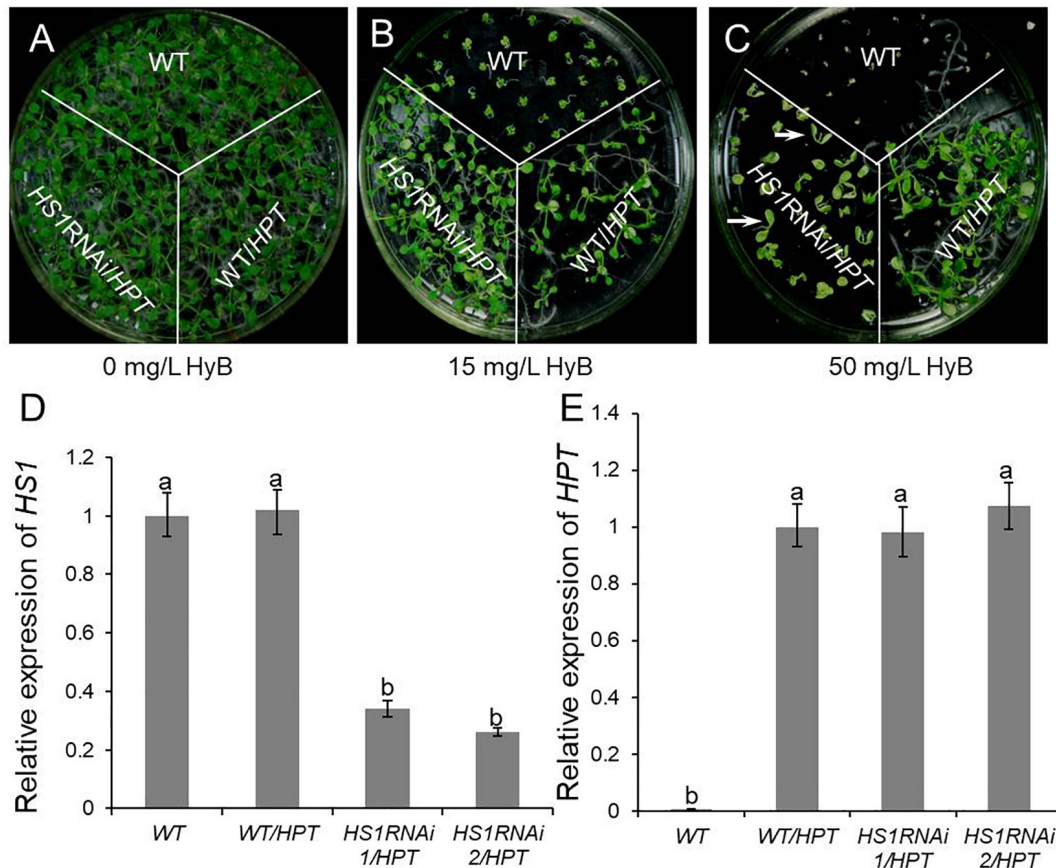 A
WT
HS1RNAi/HPT
WT/HPT
0 mg/L HyB
B
WT
HS1RNAi/HPT
WT/HPT
15 mg/L HyB
C
WT
HS1RNAi/HPT
WT/HPT
50 mg/L HyB
D
Relative expression of HS1
1.2
1
0.8
0.6
0.4
0.2
0
a
a
b
b
WT
WT/HPT
HS1RNAi
1/HPT
HS1RNAi
2/HPT
E
Relative expression of HPT
1.4
1.2
1
0.8
0.6
0.4
0.2
0
b
a
a
a
WT
WT/HPT
HS1RNAi
1/HPT
HS1RNAi
2/HPT